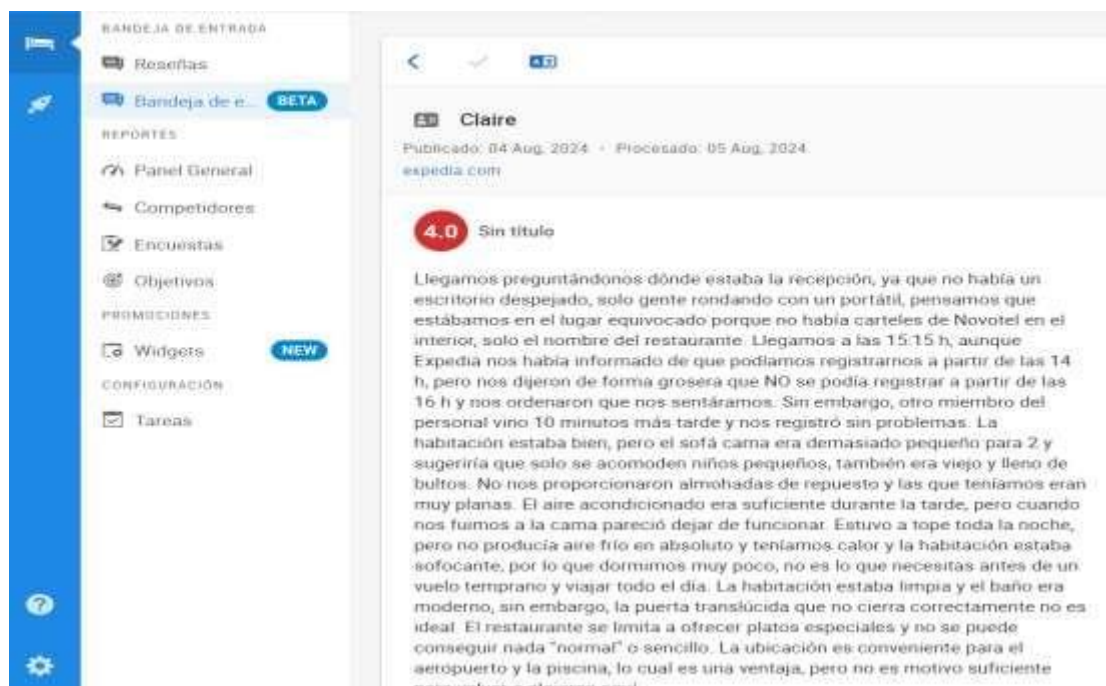 BANDEJA DE ENTRADA
Reseñas
Bandeja de e... BETA
REPORTES
Panel General
Competidores
Encuestas
Objetivos
PROMOCIONES
Widgets NEW
CONFIGURACIÓN
Tareas
Claire
Publicado: 04 Aug, 2024 · Procesado: 05 Aug, 2024
expedia.com
4.0 Sin título
Llegamos preguntándonos dónde estaba la recepción, ya que no había un
escritorio despejado, solo gente rondando con un portátil, pensamos que
estábamos en el lugar equivocado porque no había carteles de Novotel en el
interior, solo el nombre del restaurante. Llegamos a las 15:15 h, aunque
Expedia nos había informado de que podíamos registrarnos a partir de las 14
h, pero nos dijeron de forma grosera que NO se podía registrar a partir de las
16 h y nos ordenaron que nos sentáramos. Sin embargo, otro miembro del
personal vino 10 minutos más tarde y nos registró sin problemas. La
habitación estaba bien, pero el sofá cama era demasiado pequeño para 2 y
sugeriría que solo se acomoden niños pequeños, también era viejo y lleno de
bultos. No nos proporcionaron almohadas de repuesto y las que teníamos eran
muy planas. El aire acondicionado era suficiente durante la tarde, pero cuando
nos fuimos a la cama pareció dejar de funcionar. Estuvo a tope toda la noche,
pero no producía aire frío en absoluto y teníamos calor y la habitación estaba
sofocante, por lo que dormimos muy poco, no es lo que necesitas antes de un
vuelo temprano y viajar todo el día. La habitación estaba limpia y el baño era
moderno, sin embargo, la puerta translúcida que no cierra correctamente no es
ideal. El restaurante se limita a ofrecer platos especiales y no se puede
conseguir nada "normal" o sencillo. La ubicación es conveniente para el
aeropuerto y la piscina, lo cual es una ventaja, pero no es motivo suficiente